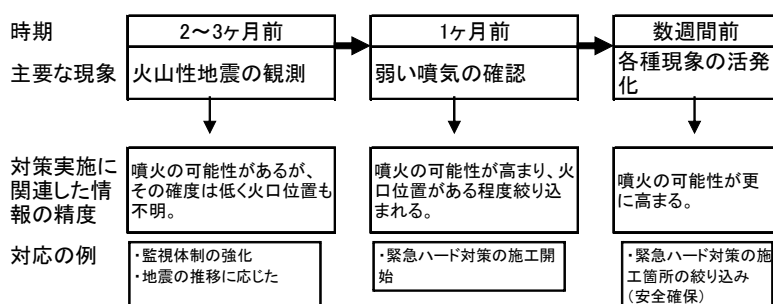 時期
2～3ヶ月前
1ヶ月前
数週間前
主要な現象
火山性地震の観測
弱い噴気の確認
各種現象の活発
化
対策実施に
関連した情
報の精度
噴火の可能性があるが、
その確度は低く火口位置も
不明。
噴火の可能性が高まり、火
口位置がある程度絞り込
まれる。
噴火の可能性が更
に高まる。
対応の例
・監視体制の強化
・地震の推移に応じた
・緊急ハード対策の施工開
始
・緊急ハード対策の施
工箇所の絞り込み
（安全確保）